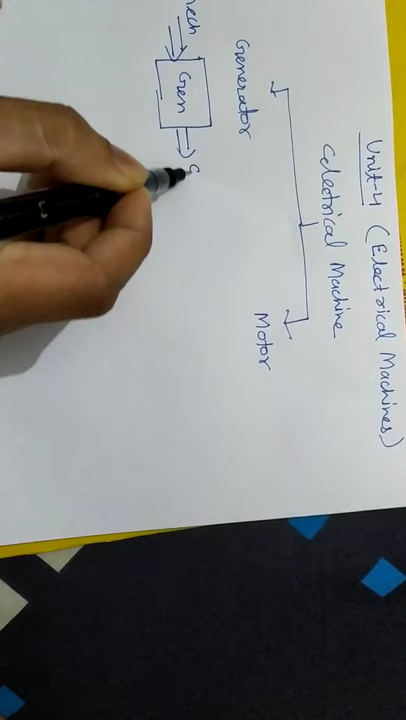 Unit-4 (Electrical Machines)
Electrical Machine
Generator
Motor
Mech
Gen